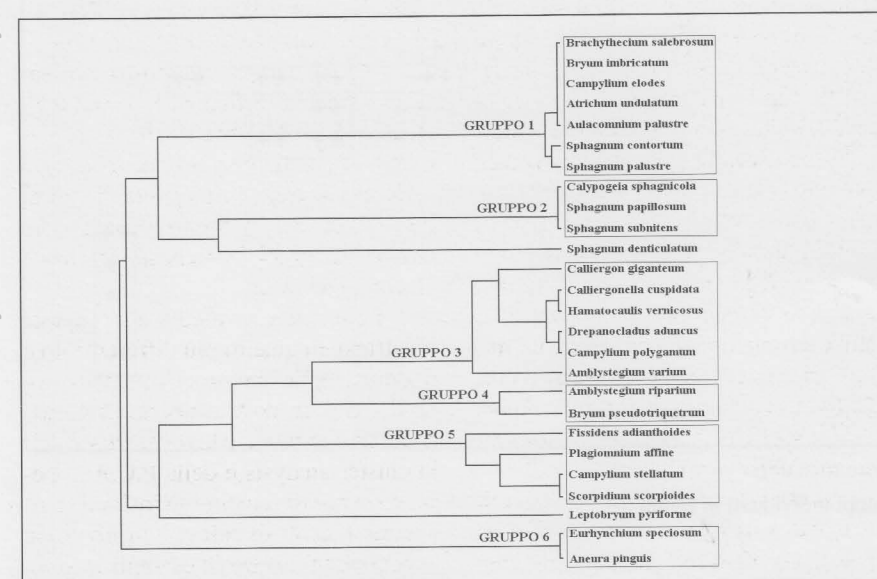 Brachythecium salebrosum
Bryum imbricatum
Campylium elodes
Atrichum undulatum
GRUPPO 1
Aulacomnium palustre
Sphagnum contortum
Sphagnum palustre
Calypogeia sphagnicola
GRUPPO 2
Sphagnum papillosum
Sphagnum subnitens
Sphagnum denticulatum
Calliergon giganteum
Calliergonella cuspidata
Hamatocaulis vernicosus
Drepanocladus aduncus
GRUPPO 3
Campylium polygamum
Amblystegium varium
GRUPPO 4
Amblystegium riparium
Bryum pseudotriquetrum
GRUPPO 5
Fissidens adianthoides
Plagiomnium affine
Campylium stellatum
Scorpidium scorpioides
Leptobryum pyriforme
GRUPPO 6
Eurhynchium speciosum
Aneura pinguis